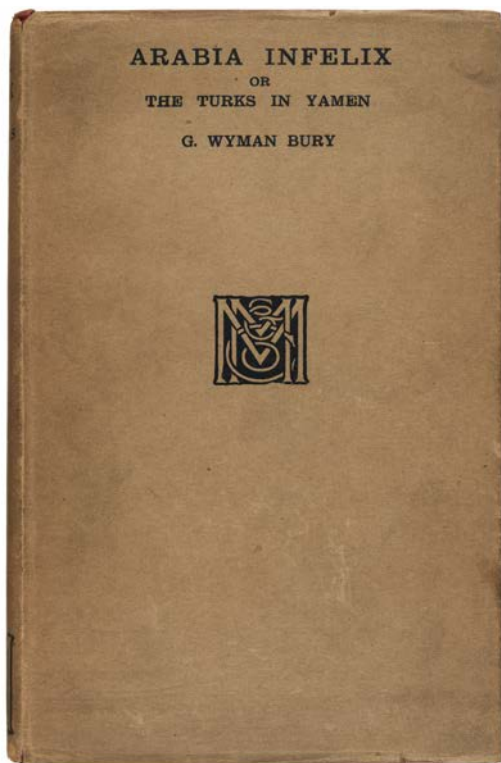 ARABIA INFELIX
OR
THE TURKS IN YAMEN
G. WYMAN BURY